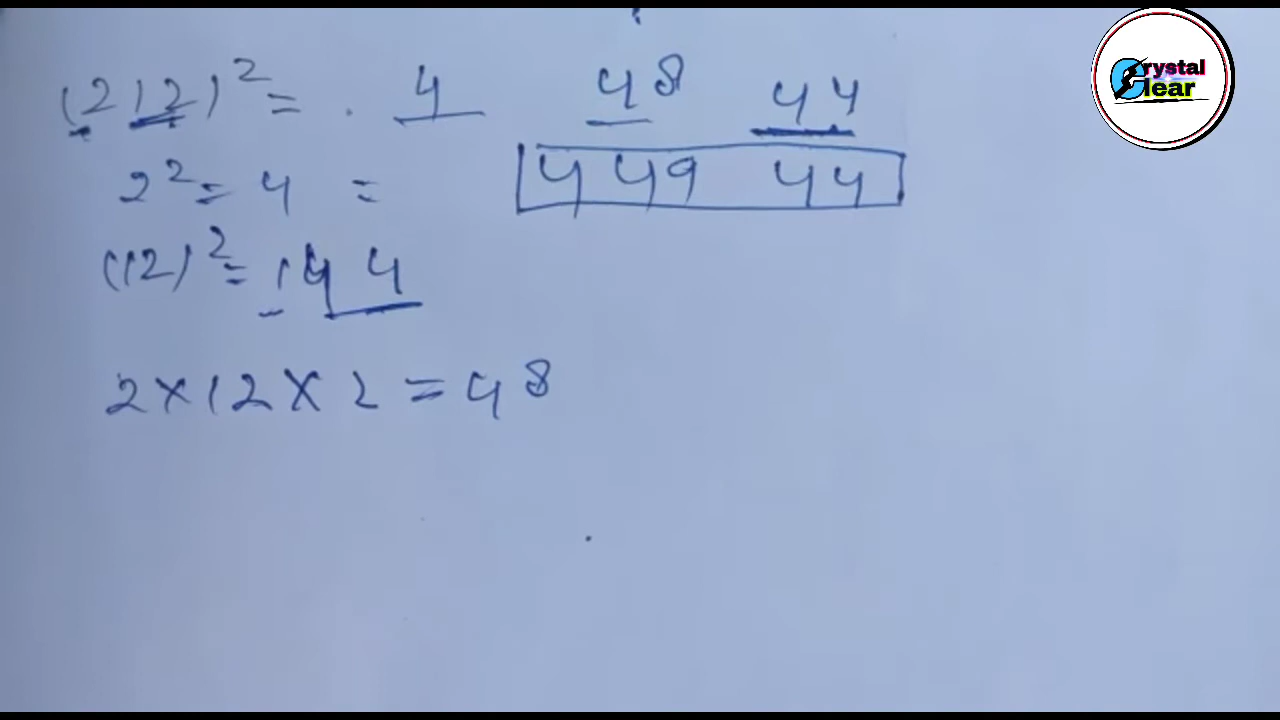 (212)² = . 4 48 44
2² = 4 = 44944
(12)² = 144
2×12×2 = 48
Crystal
Clear